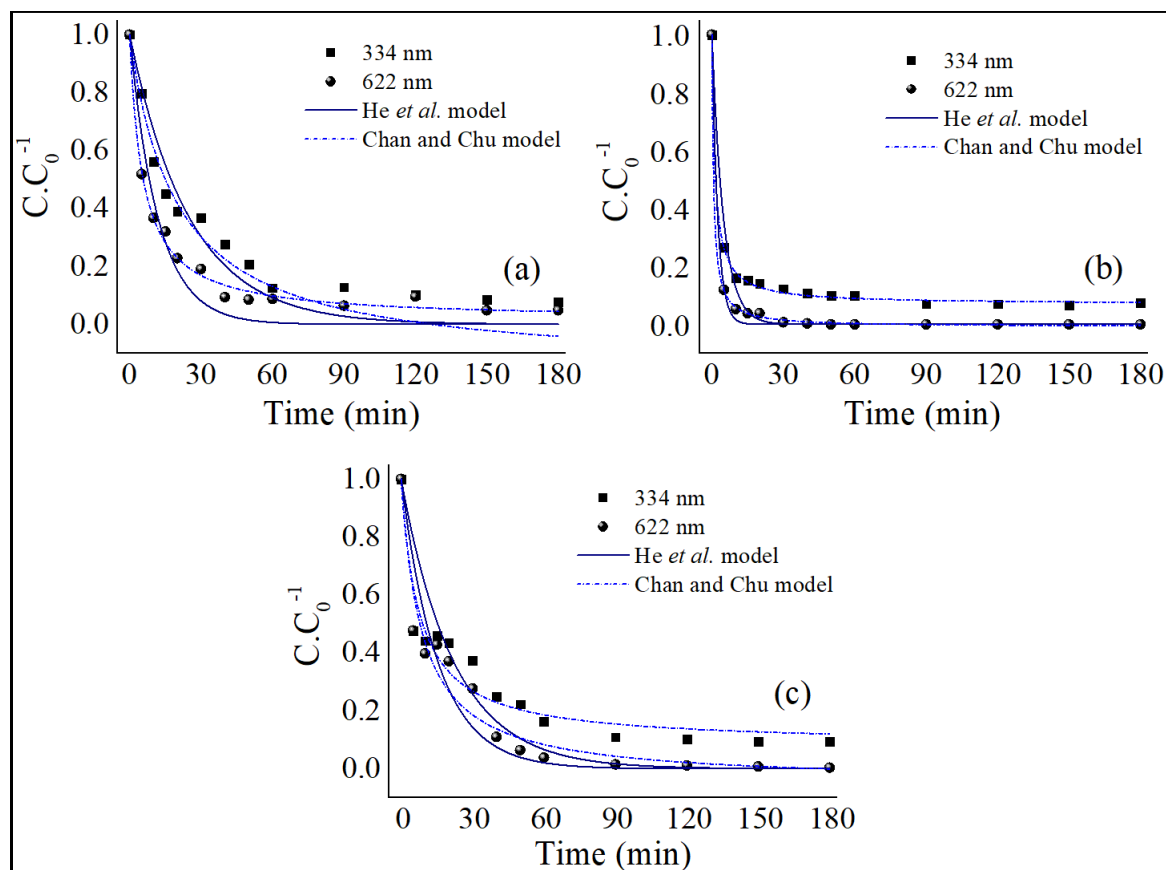 1.0
0.8
0.6
0.4
0.2
0.0
C.C₀⁻¹
334 nm
622 nm
He et al. model
Chan and Chu model
(a)
0 30 60 90 120 150 180
Time (min)
1.0
0.8
0.6
0.4
0.2
0.0
C.C₀⁻¹
334 nm
622 nm
He et al. model
Chan and Chu model
(b)
0 30 60 90 120 150 180
Time (min)
1.0
0.8
0.6
0.4
0.2
0.0
C.C₀⁻¹
334 nm
622 nm
He et al. model
Chan and Chu model
(c)
0 30 60 90 120 150 180
Time (min)